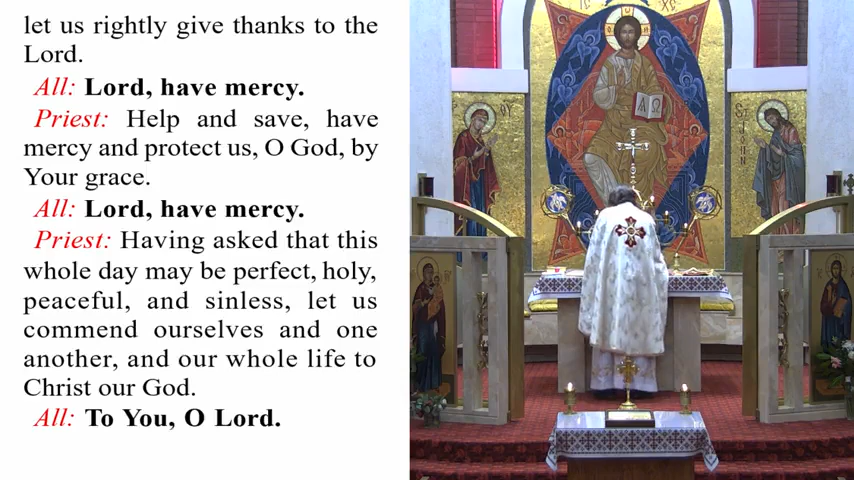 let us rightly give thanks to the
Lord.
All: Lord, have mercy.
Priest: Help and save, have
mercy and protect us, O God, by
Your grace.
All: Lord, have mercy.
Priest: Having asked that this
whole day may be perfect, holy,
peaceful, and sinless, let us
commend ourselves and one
another, and our whole life to
Christ our God.
All: To You, O Lord.